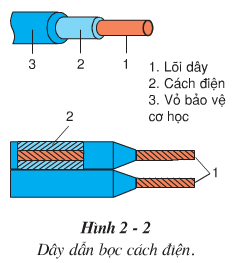 3 2 1
1. Lõi dây
2. Cách điện
3. Vỏ bảo vệ
cơ học
2
1
Hình 2 - 2
Dây dẫn bọc cách điện.